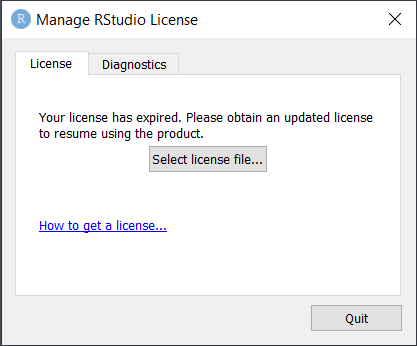 R Manage RStudio License
License Diagnostics
Your license has expired. Please obtain an updated license
to resume using the product.
Select license file...
How to get a license...
Quit